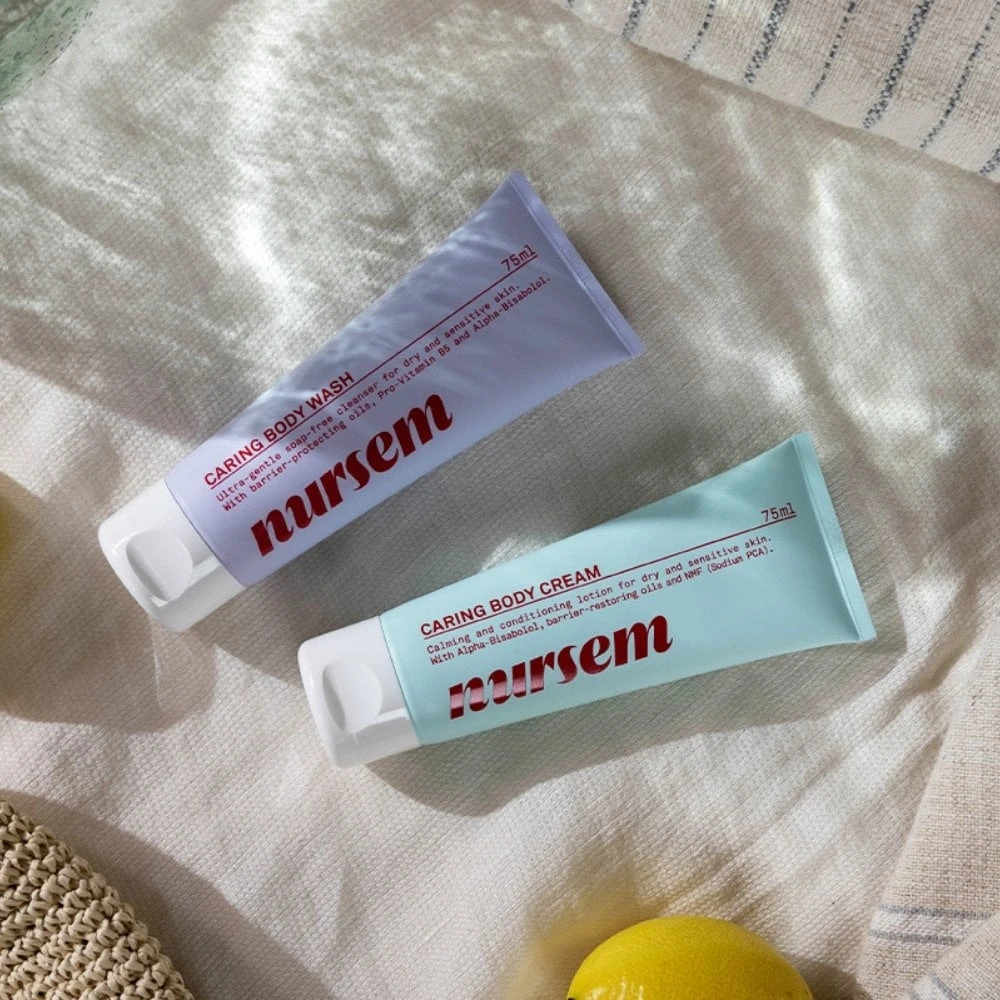 75ml
CARING BODY WASH
Ultra-gentle soap-free cleanser for dry and sensitive skin.
With barrier-protecting oils, Pro-Vitamin B5 and Alpha-Bisabolol.
nursem
75ml
CARING BODY CREAM
Calming and conditioning lotion for dry and sensitive skin.
With Alpha-Bisabolol, barrier-restoring oils and NMF (Sodium PCA).
nursem